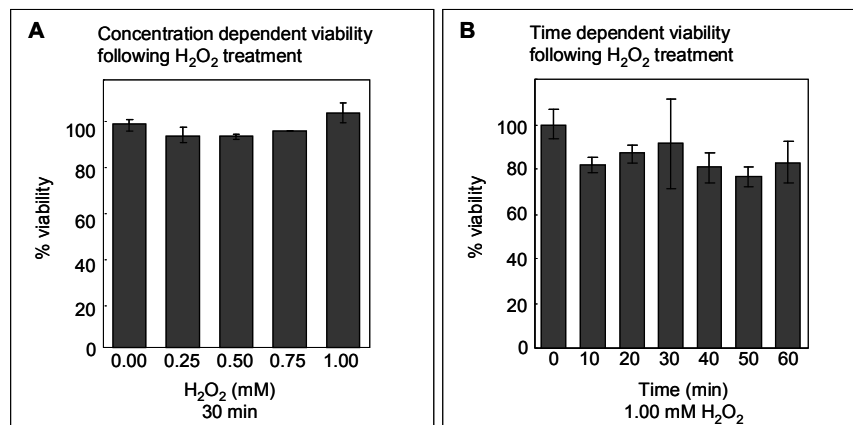 A
Concentration dependent viability
following H₂O₂ treatment
% viability
100
80
60
40
20
0
0.00 0.25 0.50 0.75 1.00
H₂O₂ (mM)
30 min
B
Time dependent viability
following H₂O₂ treatment
% viability
100
80
60
40
20
0
0 10 20 30 40 50 60
Time (min)
1.00 mM H₂O₂